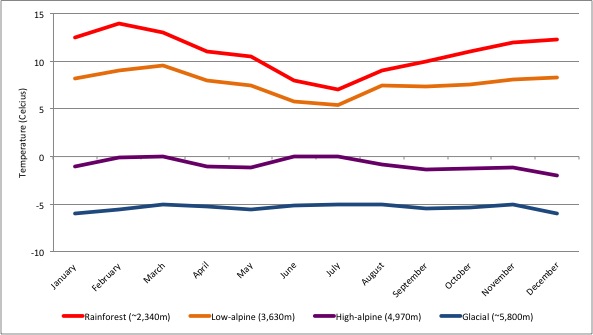 15
10
5
0
-5
-10
Temperature (Celcius)
January
February
March
April
May
June
July
August
September
October
November
December
Rainforest (~2,340m) Low-alpine (3,630m) High-alpine (4,970m) Glacial (~5,800m)